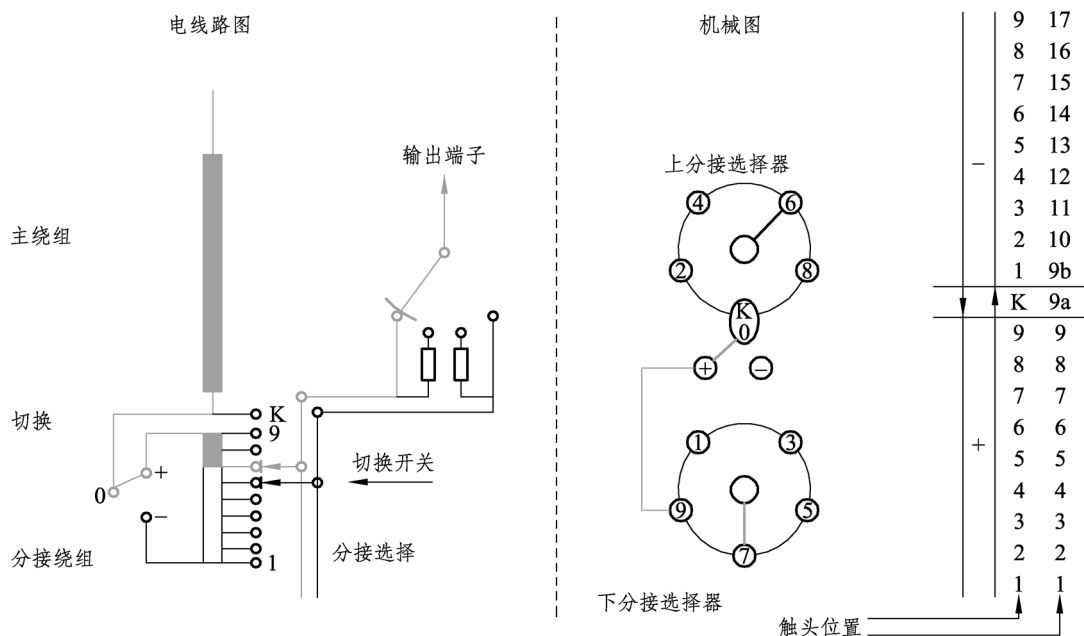 电线路图
机械图
主绕组
输出端子
切换
K
9
+
0
−
切换开关
分接绕组
1
分接选择
上分接选择器
4
6
2
8
K
0
+
−
1
3
9
5
7
下分接选择器
−
+
9 17
8 16
7 15
6 14
5 13
4 12
3 11
2 10
1 9b
K 9a
9 9
8 8
7 7
6 6
5 5
4 4
3 3
2 2
1 1
触头位置